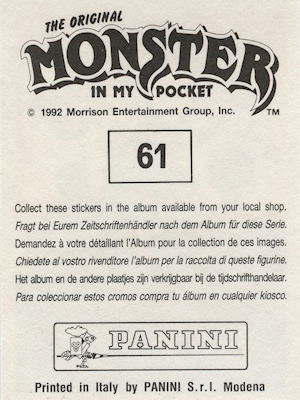 THE ORIGINAL
MONSTER
IN MY POCKET
© 1992 Morrison Entertainment Group, Inc. ™
61
Collect these stickers in the album available from your local shop.
Fragt bei Eurem Zeitschriftenhändler nach dem Album für diese Serie.
Demandez à votre détaillant l'Album pour la collection de ces images.
Chiedete al vostro rivenditore l'album per la raccolta di queste figurine.
Het album en de andere plaatjes zijn verkrijgbaar bij de tijdschrifthandelaar.
Para coleccionar estos cromos compra tu álbum en cualquier kiosco.
PANINI
Printed in Italy by PANINI S.r.l. Modena